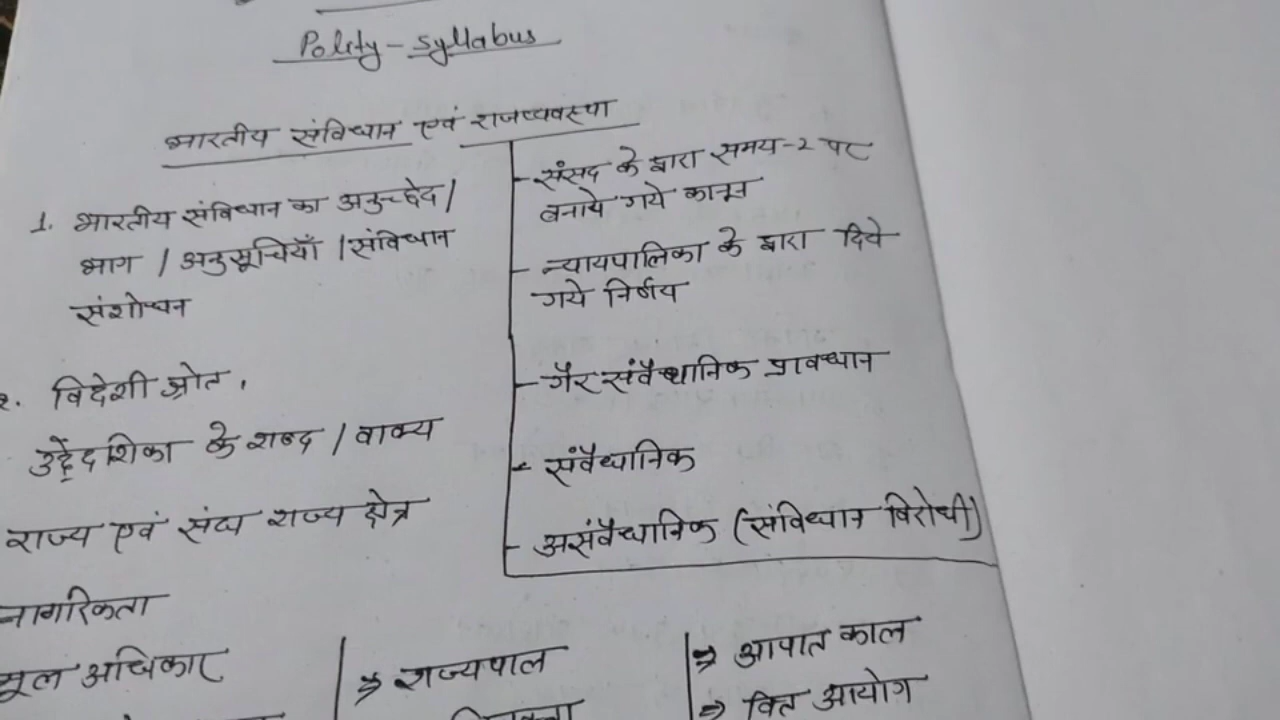 Polity - Syllabus
भारतीय संविधान एवं राजव्यवस्था
1. भारतीय संविधान का अनुच्छेद /
भाग / अनुसूचियाँ / संविधान
संशोधन
2. विदेशी स्रोत,
उद्देशिका के शब्द / वाक्य
राज्य एवं संघ राज्य क्षेत्र
- संसद के द्वारा समय-2 पर
बनाये गये कानून
- न्यायपालिका के द्वारा दिये
गये निर्णय
- गैर संवैधानिक प्रावधान
- संवैधानिक
- असंवैधानिक (संविधान विरोधी)
नागरिकता
मूल अधिकार
⇒ राज्यपाल
⇒ आपात काल
⇒ वित्त आयोग